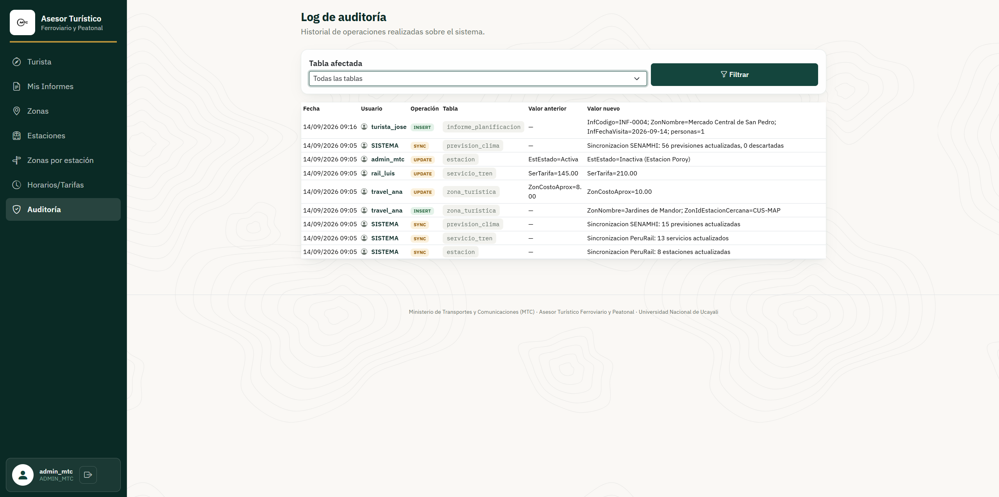 MTC
Asesor Turístico
Ferroviario y Peatonal
Turista
Mis Informes
Zonas
Estaciones
Zonas por estación
Horarios/Tarifas
Auditoría
admin_mtc
ADMIN_MTC
Log de auditoría
Historial de operaciones realizadas sobre el sistema.
Tabla afectada
Todas las tablas
Filtrar
Fecha Usuario Operación Tabla Valor anterior Valor nuevo
14/09/2026 09:16 turista_jose INSERT informe_planificacion — InfCodigo=INF-0004; ZonNombre=Mercado Central de San Pedro;
InfFechaVisita=2026-09-14; personas=1
14/09/2026 09:05 SISTEMA SYNC prevision_clima — Sincronizacion SENAMHI: 56 previsiones actualizadas, 0 descartadas
14/09/2026 09:05 admin_mtc UPDATE estacion EstEstado=Activa EstEstado=Inactiva (Estacion Poroy)
14/09/2026 09:05 rail_luis UPDATE servicio_tren SerTarifa=145.00 SerTarifa=210.00
14/09/2026 09:05 travel_ana UPDATE zona_turistica ZonCostoAprox=8.
00 ZonCostoAprox=10.00
14/09/2026 09:05 travel_ana INSERT zona_turistica — ZonNombre=Jardines de Mandor; ZonIdEstacionCercana=CUS-MAP
14/09/2026 09:05 SISTEMA SYNC prevision_clima — Sincronizacion SENAMHI: 15 previsiones actualizadas
14/09/2026 09:05 SISTEMA SYNC servicio_tren — Sincronizacion PeruRail: 13 servicios actualizados
14/09/2026 09:05 SISTEMA SYNC estacion — Sincronizacion PeruRail: 8 estaciones actualizadas
Ministerio de Transportes y Comunicaciones (MTC) · Asesor Turístico Ferroviario y Peatonal · Universidad Nacional de Ucayali